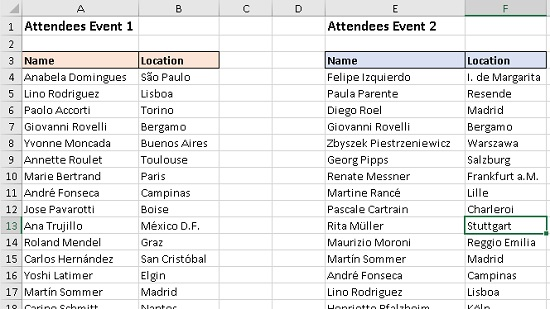 A B C D E F
1 Attendees Event 1 Attendees Event 2
2
3 Name Location Name Location
4 Anabela Domingues São Paulo Felipe Izquierdo I. de Margarita
5 Lino Rodriguez Lisboa Paula Parente Resende
6 Paolo Accorti Torino Diego Roel Madrid
7 Giovanni Rovelli Bergamo Giovanni Rovelli Bergamo
8 Yvonne Moncada Buenos Aires Zbyszek Piestrzeniewicz Warszawa
9 Annette Roulet Toulouse Georg Pipps Salzburg
10 Marie Bertrand Paris Renate Messner Frankfurt a.M.
11 André Fonseca Campinas Martine Rancé Lille
12 Jose Pavarotti Boise Pascale Cartrain Charleroi
13 Ana Trujillo México D.F. Rita Müller Stuttgart
14 Roland Mendel Graz Maurizio Moroni Reggio Emilia
15 Carlos Hernández San Cristóbal Martín Sommer Madrid
16 Yoshi Latimer Elgin André Fonseca Campinas
17 Martín Sommer Madrid Lino Rodriguez Lisboa
18 Carine Schmitt Nantes Henriette Pfalzheim Köln